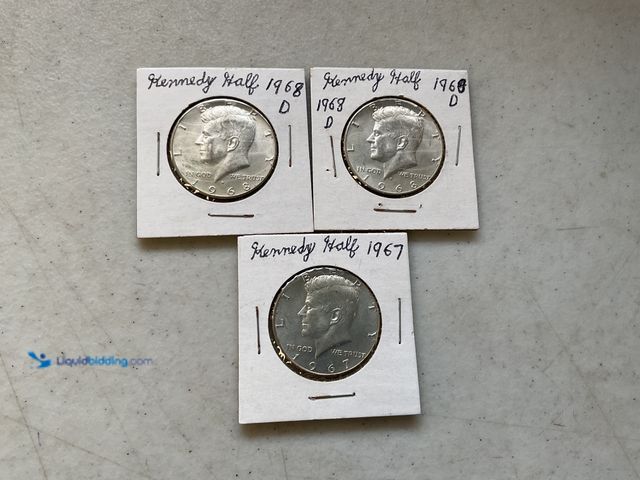 Kennedy Half 1968
D
LIBERTY
IN GOD WE TRUST
1968
Kennedy Half 196
D
1968
D
LIBERTY
IN GOD WE TRUST
1968
Kennedy Half 1967
LIBERTY
IN GOD WE TRUST
1967
Liquidbidding.com